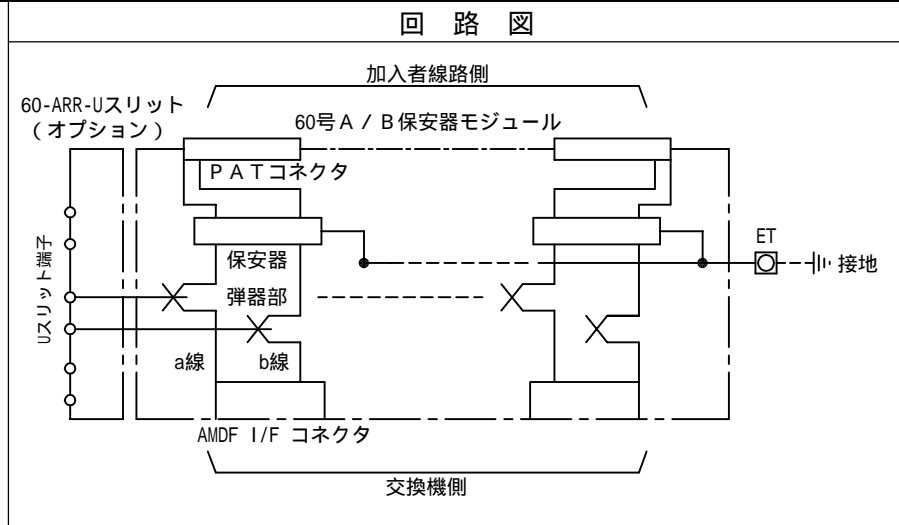 回路図
加入者線路側
60-ARR-Uスリット
(オプション)
60号A/B保安器モジュール
PATコネクタ
Uスリット端子
保安器
ET
接地
弾器部
a線
b線
AMDF I/F コネクタ
交換機側